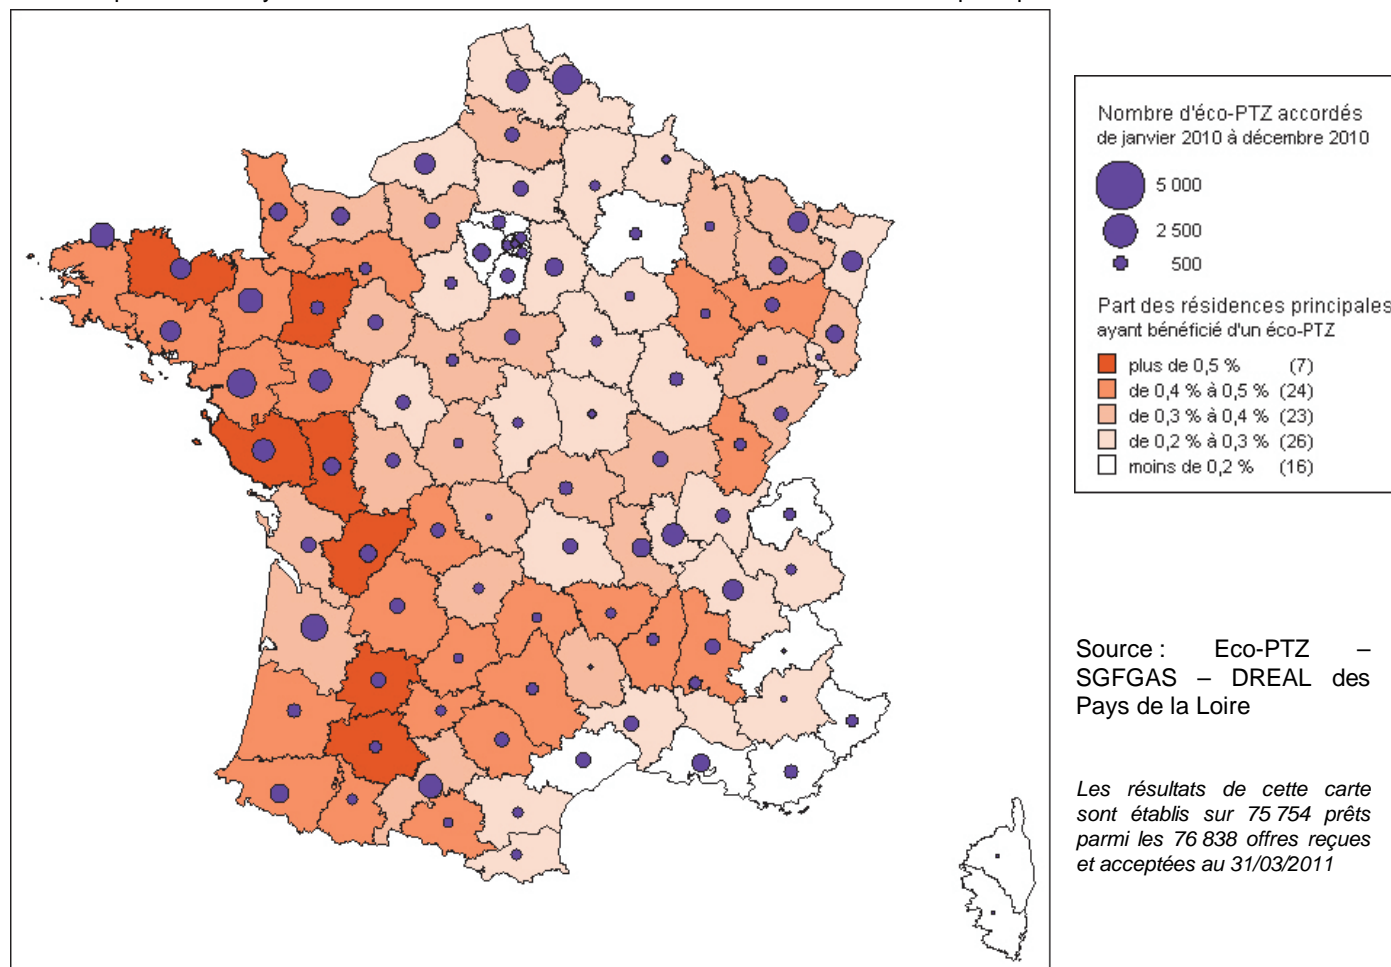 Nombre d'éco-PTZ accordés
de janvier 2010 à décembre 2010
5 000
2 500
500
Part des résidences principales
ayant bénéficié d'un éco-PTZ
plus de 0,5 % (7)
de 0,4 % à 0,5 % (24)
de 0,3 % à 0,4 % (23)
de 0,2 % à 0,3 % (26)
moins de 0,2 % (16)
Source : Eco-PTZ –
SGFGAS – DREAL des
Pays de la Loire
Les résultats de cette carte
sont établis sur 75 754 prêts
parmi les 76 838 offres reçues
et acceptées au 31/03/2011